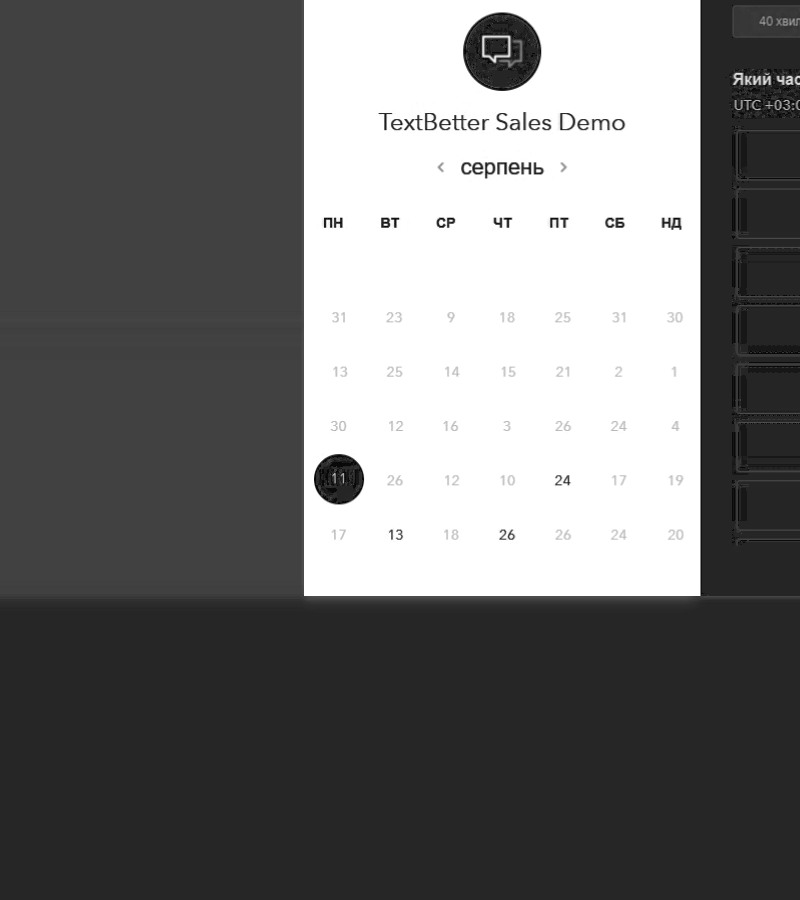 40 хвил
TextBetter Sales Demo
серпень
Який час
UTC +03:0
ПН ВТ СР ЧТ ПТ СБ НД
31 23 9 18 25 31 30
13 25 14 15 21 2 1
30 12 16 3 26 24 4
11 26 12 10 24 17 19
17 13 18 26 26 24 20